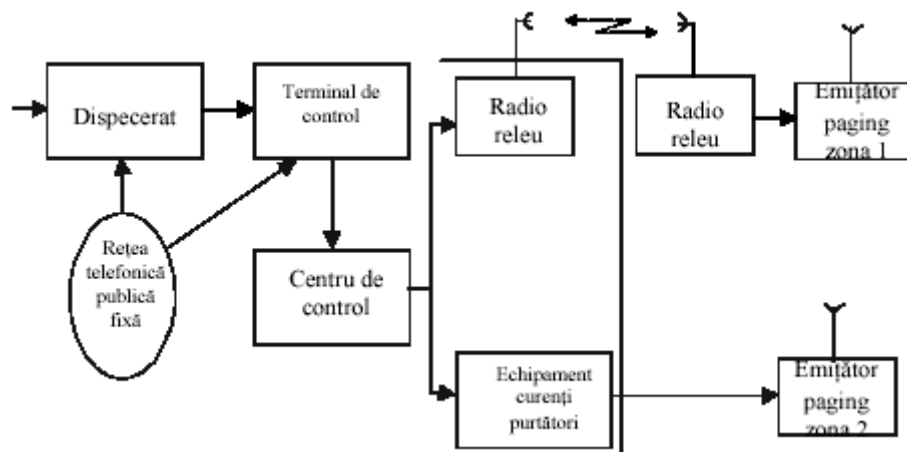 Dispecerat
Terminal de
control
Radio
releu
Radio
releu
Emițător
paging
zona 1
Rețea
telefonică
publică
fixă
Centru de
control
Echipament
curenți
purtători
Emițător
paging
zona 2